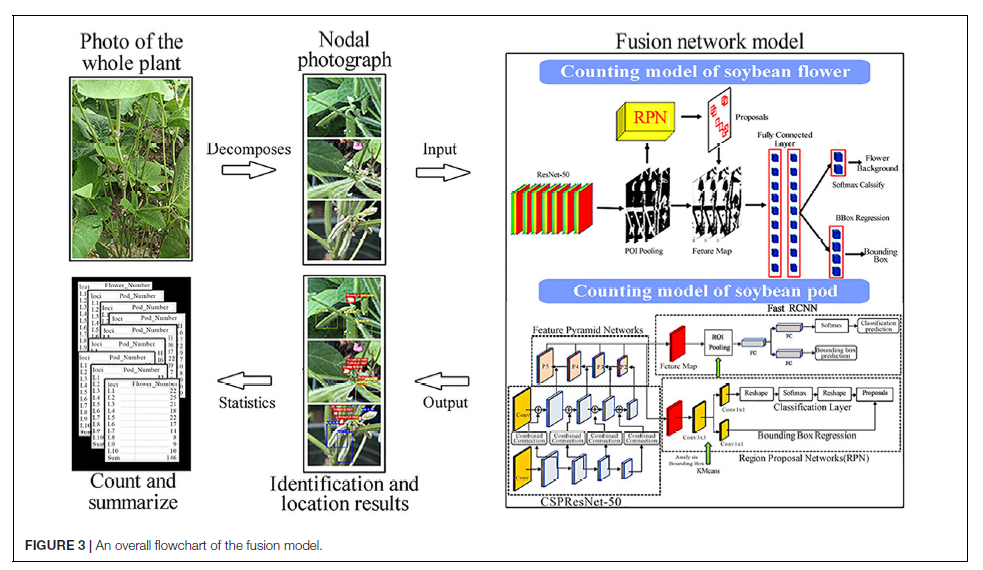 Photo of the
whole plant
Decomposes
Nodal
photograph
Input
Fusion network model
Counting model of soybean flower
RPN
Proposals
Fully Connected
Layer
ResNet-50
POI Pooling
Feture Map
Flower
Background
Softmax Calssify
BBox Regression
Bounding
Box
Counting model of soybean pod
Fast RCNN
Feature Pyramid Networks
P5
P4
P3
P2
Feture Map
ROI
Pooling
FC
FC
FC
Softmax
Classification
prediction
Bounding box
prediction
Conv
Combined
Connection
Combined
Connection
Combined
Connection
Combined
Connection
Conv
CSPResNet-50
Conv3x3
Conv1x1
Conv1x1
Reshape
Softmax
Reshape
Proposals
Classification Layer
Bounding Box Regression
Region Proposal Networks(RPN)
Bounding Box
KMeans
Output
Identification and
location results
Statistics
loci Flower_Number
loci Pod_Number
loci Pod_Number
loci Pod_Number
loci Pod_Number
loci Pod_Number
loci Pod_Number
loci Flower_Number
L1 22
L2 25
L3 21
L4 18
L5 22
L6 17
L7 14
L8 8
L9 9
L10 10
Sum 146
Count and
summarize
FIGURE 3 | An overall flowchart of the fusion model.